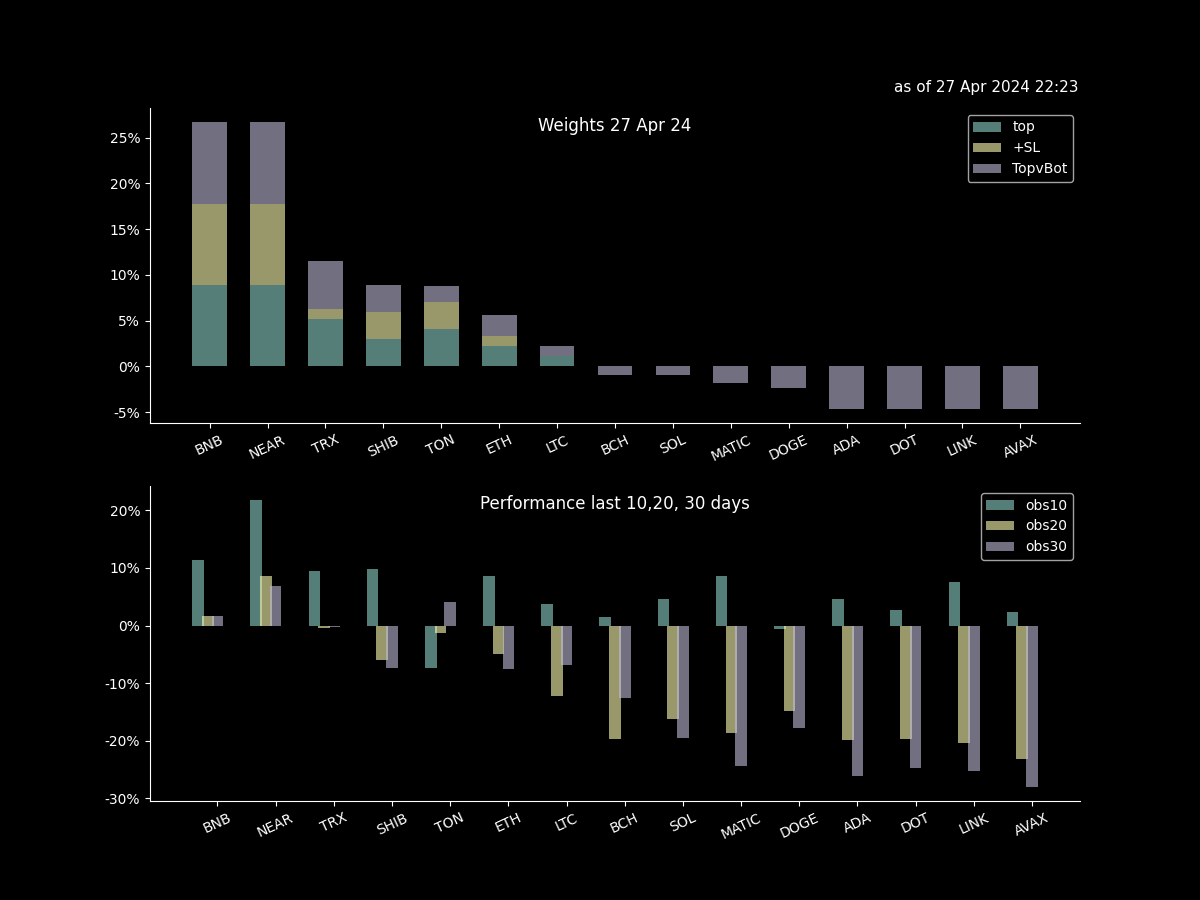 as of 27 Apr 2024 22:23
Weights 27 Apr 24
top
+SL
TopvBot
25%
20%
15%
10%
5%
0%
-5%
BNB NEAR TRX SHIB TON ETH LTC BCH SOL MATIC DOGE ADA DOT LINK AVAX
Performance last 10,20, 30 days
obs10
obs20
obs30
20%
10%
0%
-10%
-20%
-30%
BNB NEAR TRX SHIB TON ETH LTC BCH SOL MATIC DOGE ADA DOT LINK AVAX